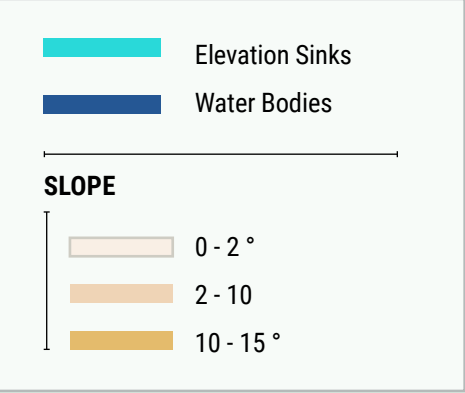 Elevation Sinks
Water Bodies
SLOPE
0 - 2 °
2 - 10
10 - 15 °